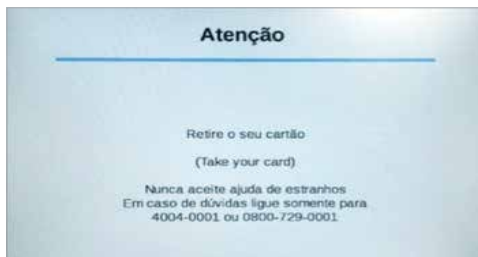 Atenção
Retire o seu cartão
(Take your card)
Nunca aceite ajuda de estranhos
Em caso de dúvidas ligue somente para
4004-0001 ou 0800-729-0001